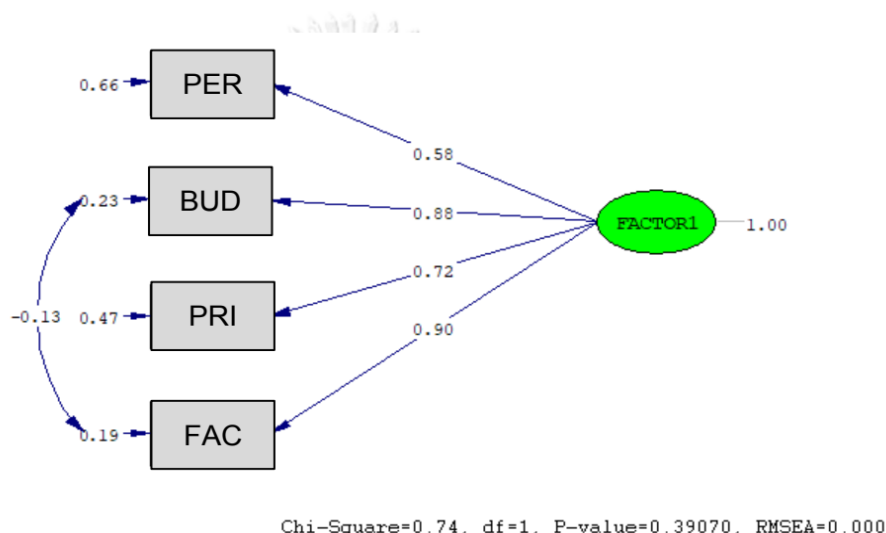 0.66 PER
0.58
0.23 BUD
0.88
FACTOR1 1.00
0.72
-0.13 0.47 PRI
0.90
0.19 FAC
Chi-Square=0.74, df=1, P-value=0.39070, RMSEA=0.000